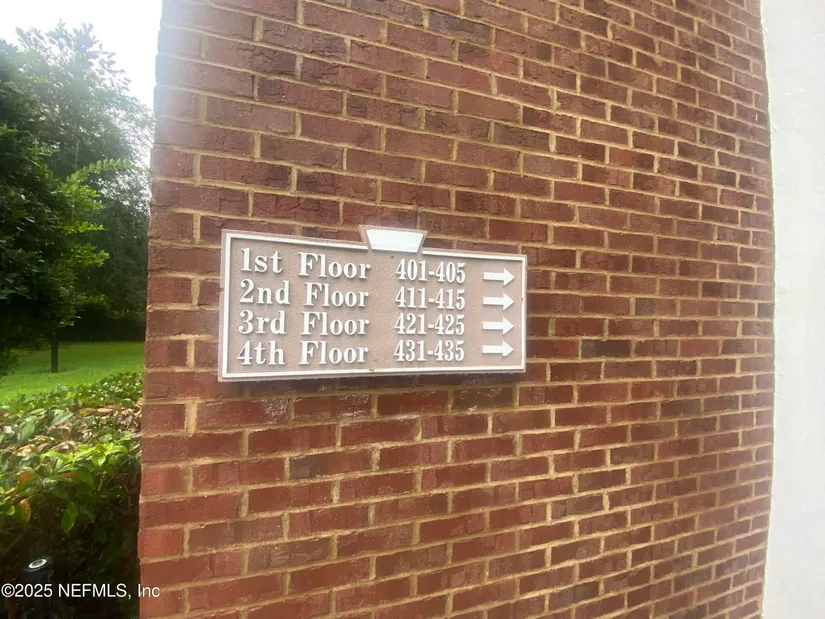 1st Floor 401-405 →
2nd Floor 411-415 →
3rd Floor 421-425 →
4th Floor 431-435 →
©2025 NEFMLS, Inc